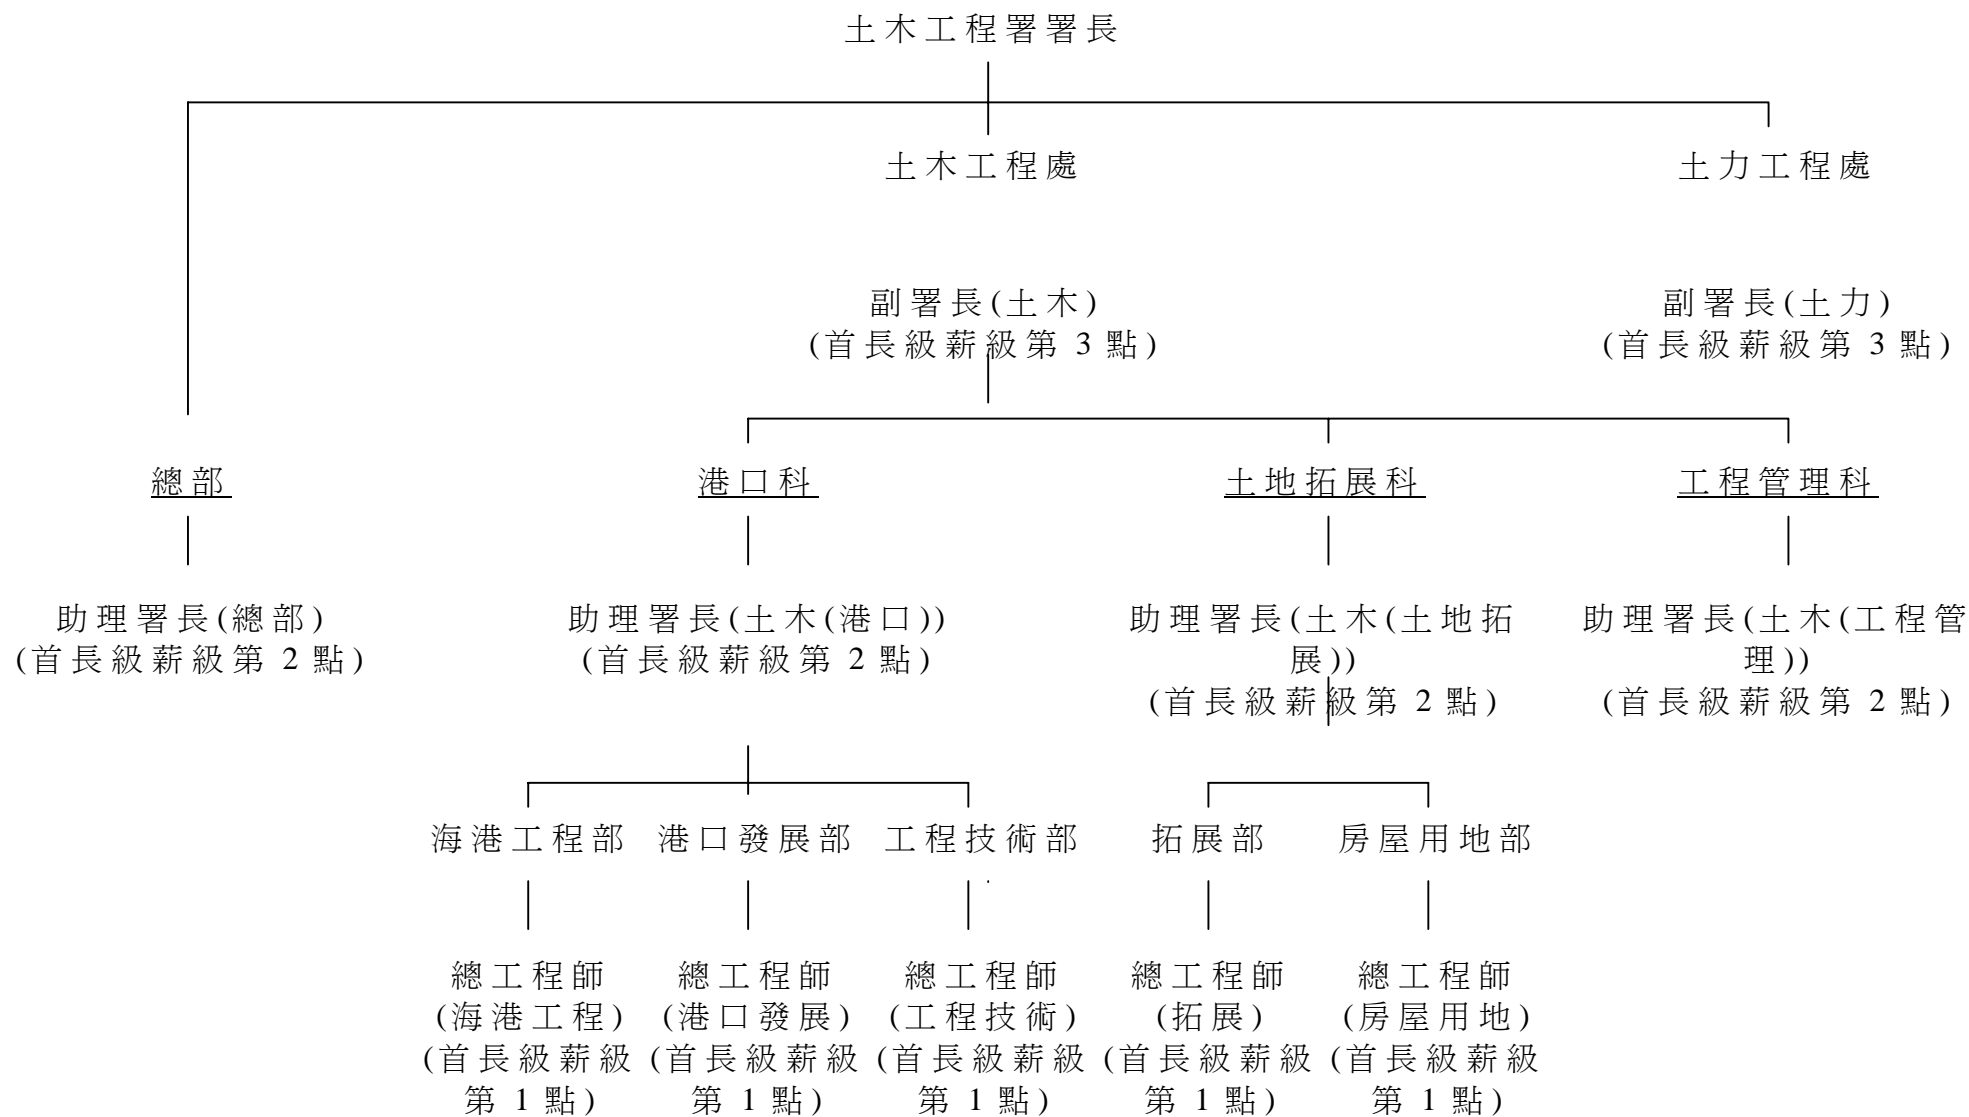 土木工程署署長
土木工程處
土力工程處
副署長(土木)
(首長級薪級第 3 點)
副署長(土力)
(首長級薪級第 3 點)
總部
港口科
土地拓展科
工程管理科
助理署長(總部)
(首長級薪級第 2 點)
助理署長(土木(港口))
(首長級薪級第 2 點)
助理署長(土木(土地拓
展))
(首長級薪級第 2 點)
助理署長(土木(工程管
理))
(首長級薪級第 2 點)
海港工程部
港口發展部
工程技術部
拓展部
房屋用地部
總工程師
(海港工程)
(首長級薪級
第 1 點)
總工程師
(港口發展)
(首長級薪級
第 1 點)
總工程師
(工程技術)
(首長級薪級
第 1 點)
總工程師
(拓展)
(首長級薪級
第 1 點)
總工程師
(房屋用地)
(首長級薪級
第 1 點)